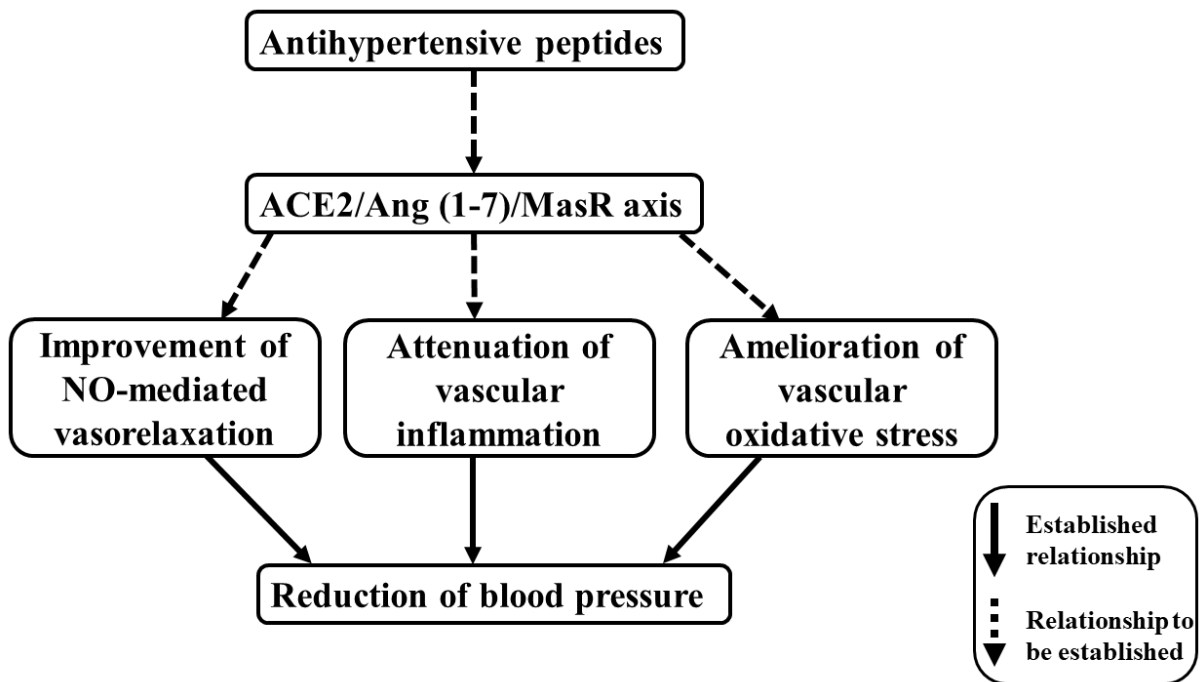 Antihypertensive peptides
ACE2/Ang (1-7)/MasR axis
Improvement of
NO-mediated
vasorelaxation
Attenuation of
vascular
inflammation
Amelioration of
vascular
oxidative stress
Reduction of blood pressure
Established
relationship
Relationship to
be established